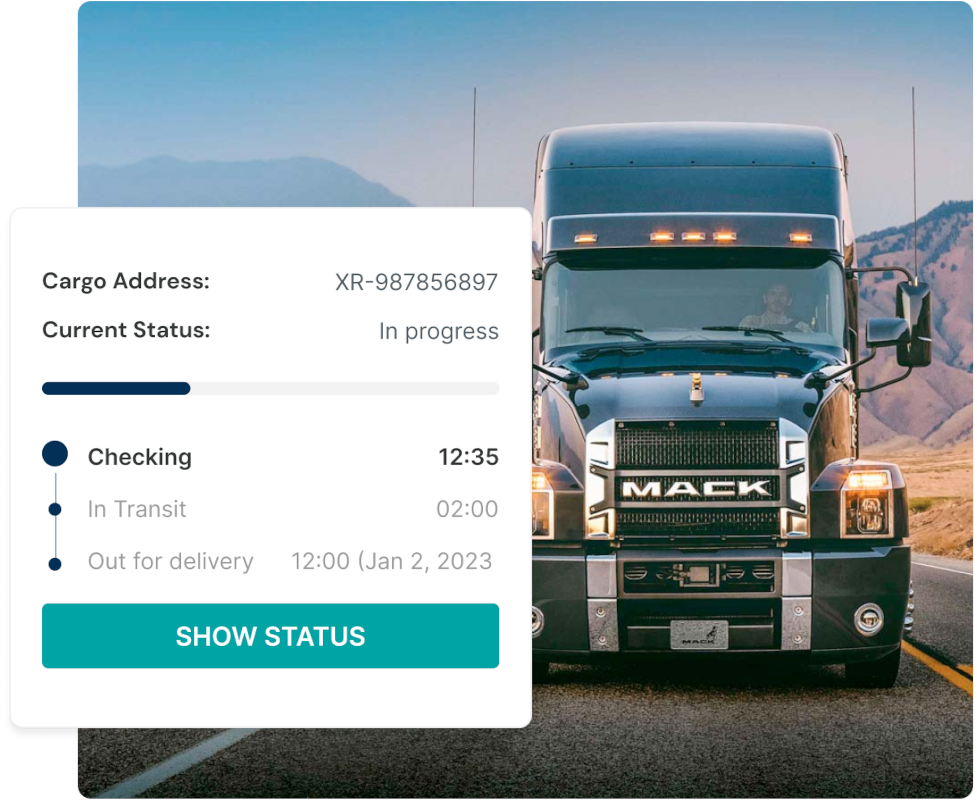 Cargo Address: XR-987856897
Current Status: In progress
Checking 12:35
In Transit 02:00
Out for delivery 12:00 (Jan 2, 2023
SHOW STATUS
MACK
MACK